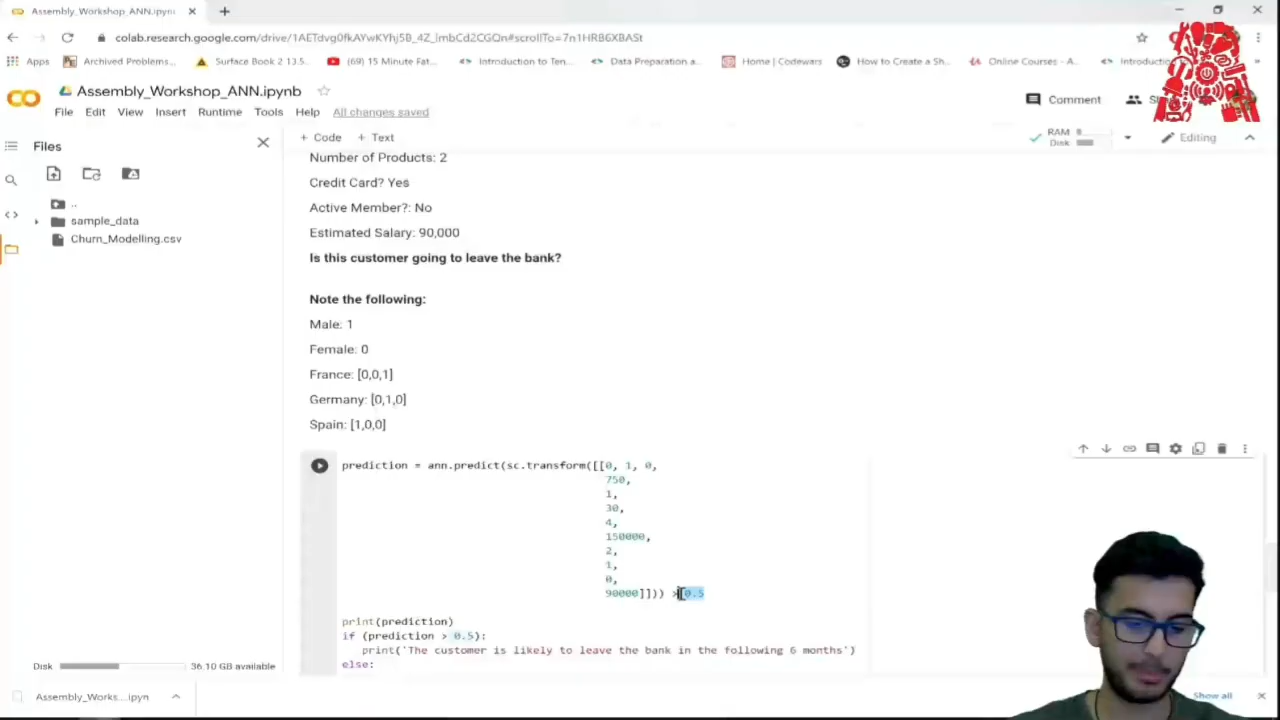 Assembly_Workshop_ANN.ipyn
colab.research.google.com/drive/1AETdvg0fkAYwKYhj5B_4Z_lmbCd2CGQn#scrollTo=7n1HRB6XBASt
Apps
Archived Problems...
Surface Book 2 13.5...
(69) 15 Minute Fat...
Introduction to Ten...
Data Preparation a...
Home | Codewars
How to Create a Sh...
Online Courses - A...
Introduction
»
CO
Assembly_Workshop_ANN.ipynb
File Edit View Insert Runtime Tools Help All changes saved
Comment
Files
+ Code + Text
RAM
Disk
Editing
..
sample_data
Churn_Modelling.csv
Number of Products: 2
Credit Card? Yes
Active Member?: No
Estimated Salary: 90,000
Is this customer going to leave the bank?
Note the following:
Male: 1
Female: 0
France: [0,0,1]
Germany: [0,1,0]
Spain: [1,0,0]
prediction = ann.predict(sc.transform([[0, 1, 0,
750,
1,
30,
4,
150000,
2,
1,
0,
90000]])) > 0.5
print(prediction)
if (prediction > 0.5):
print('The customer is likely to leave the bank in the following 6 months')
else:
Disk 36.10 GB available
Assembly_Works....ipyn
Show all